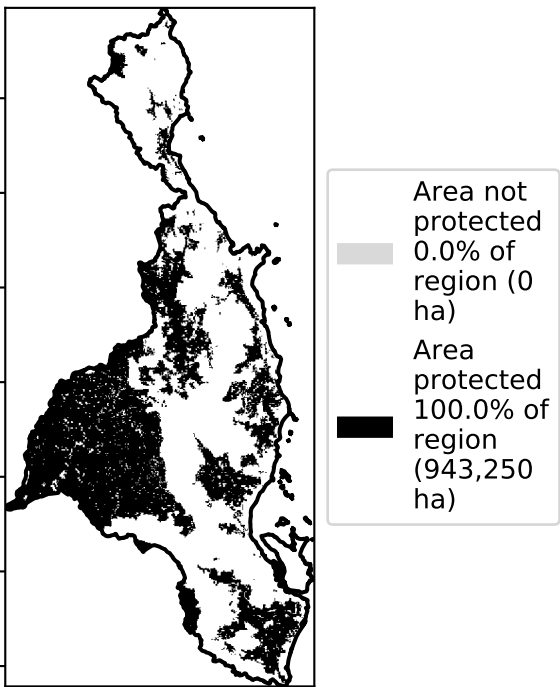 Area not
protected
0.0% of
region (0
ha)
Area
protected
100.0% of
region
(943,250
ha)